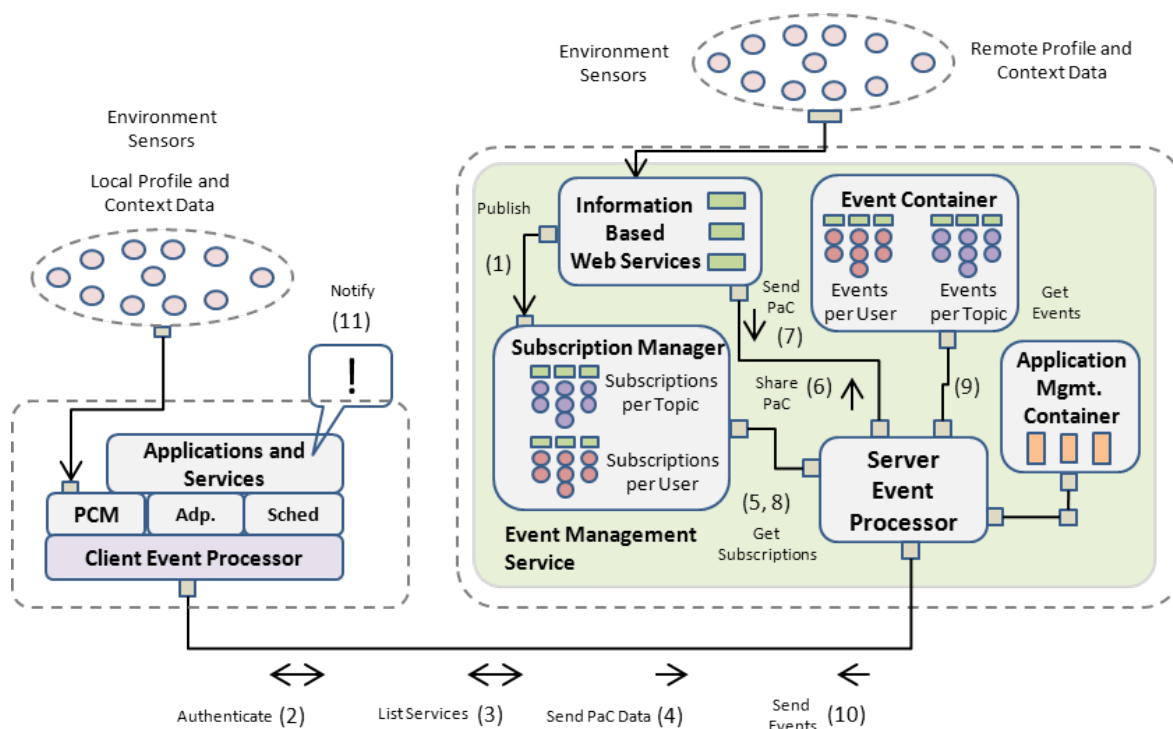 Environment
Sensors
Remote Profile and
Context Data
Environment
Sensors
Local Profile and
Context Data
Notify
(11)
!
Applications and
Services
PCM
Adp.
Sched
Client Event Processor
Publish
(1)
Information
Based
Web Services
Event Container
Events
per User
Events
per Topic
Get
Events
Send
PaC
(7)
Subscription Manager
Subscriptions
per Topic
Subscriptions
per User
Share
PaC
(6)
(9)
Application
Mgmt.
Container
Server
Event
Processor
(5, 8)
Get
Subscriptions
Event Management
Service
Authenticate (2)
List Services (3)
Send PaC Data (4)
Send
Events (10)